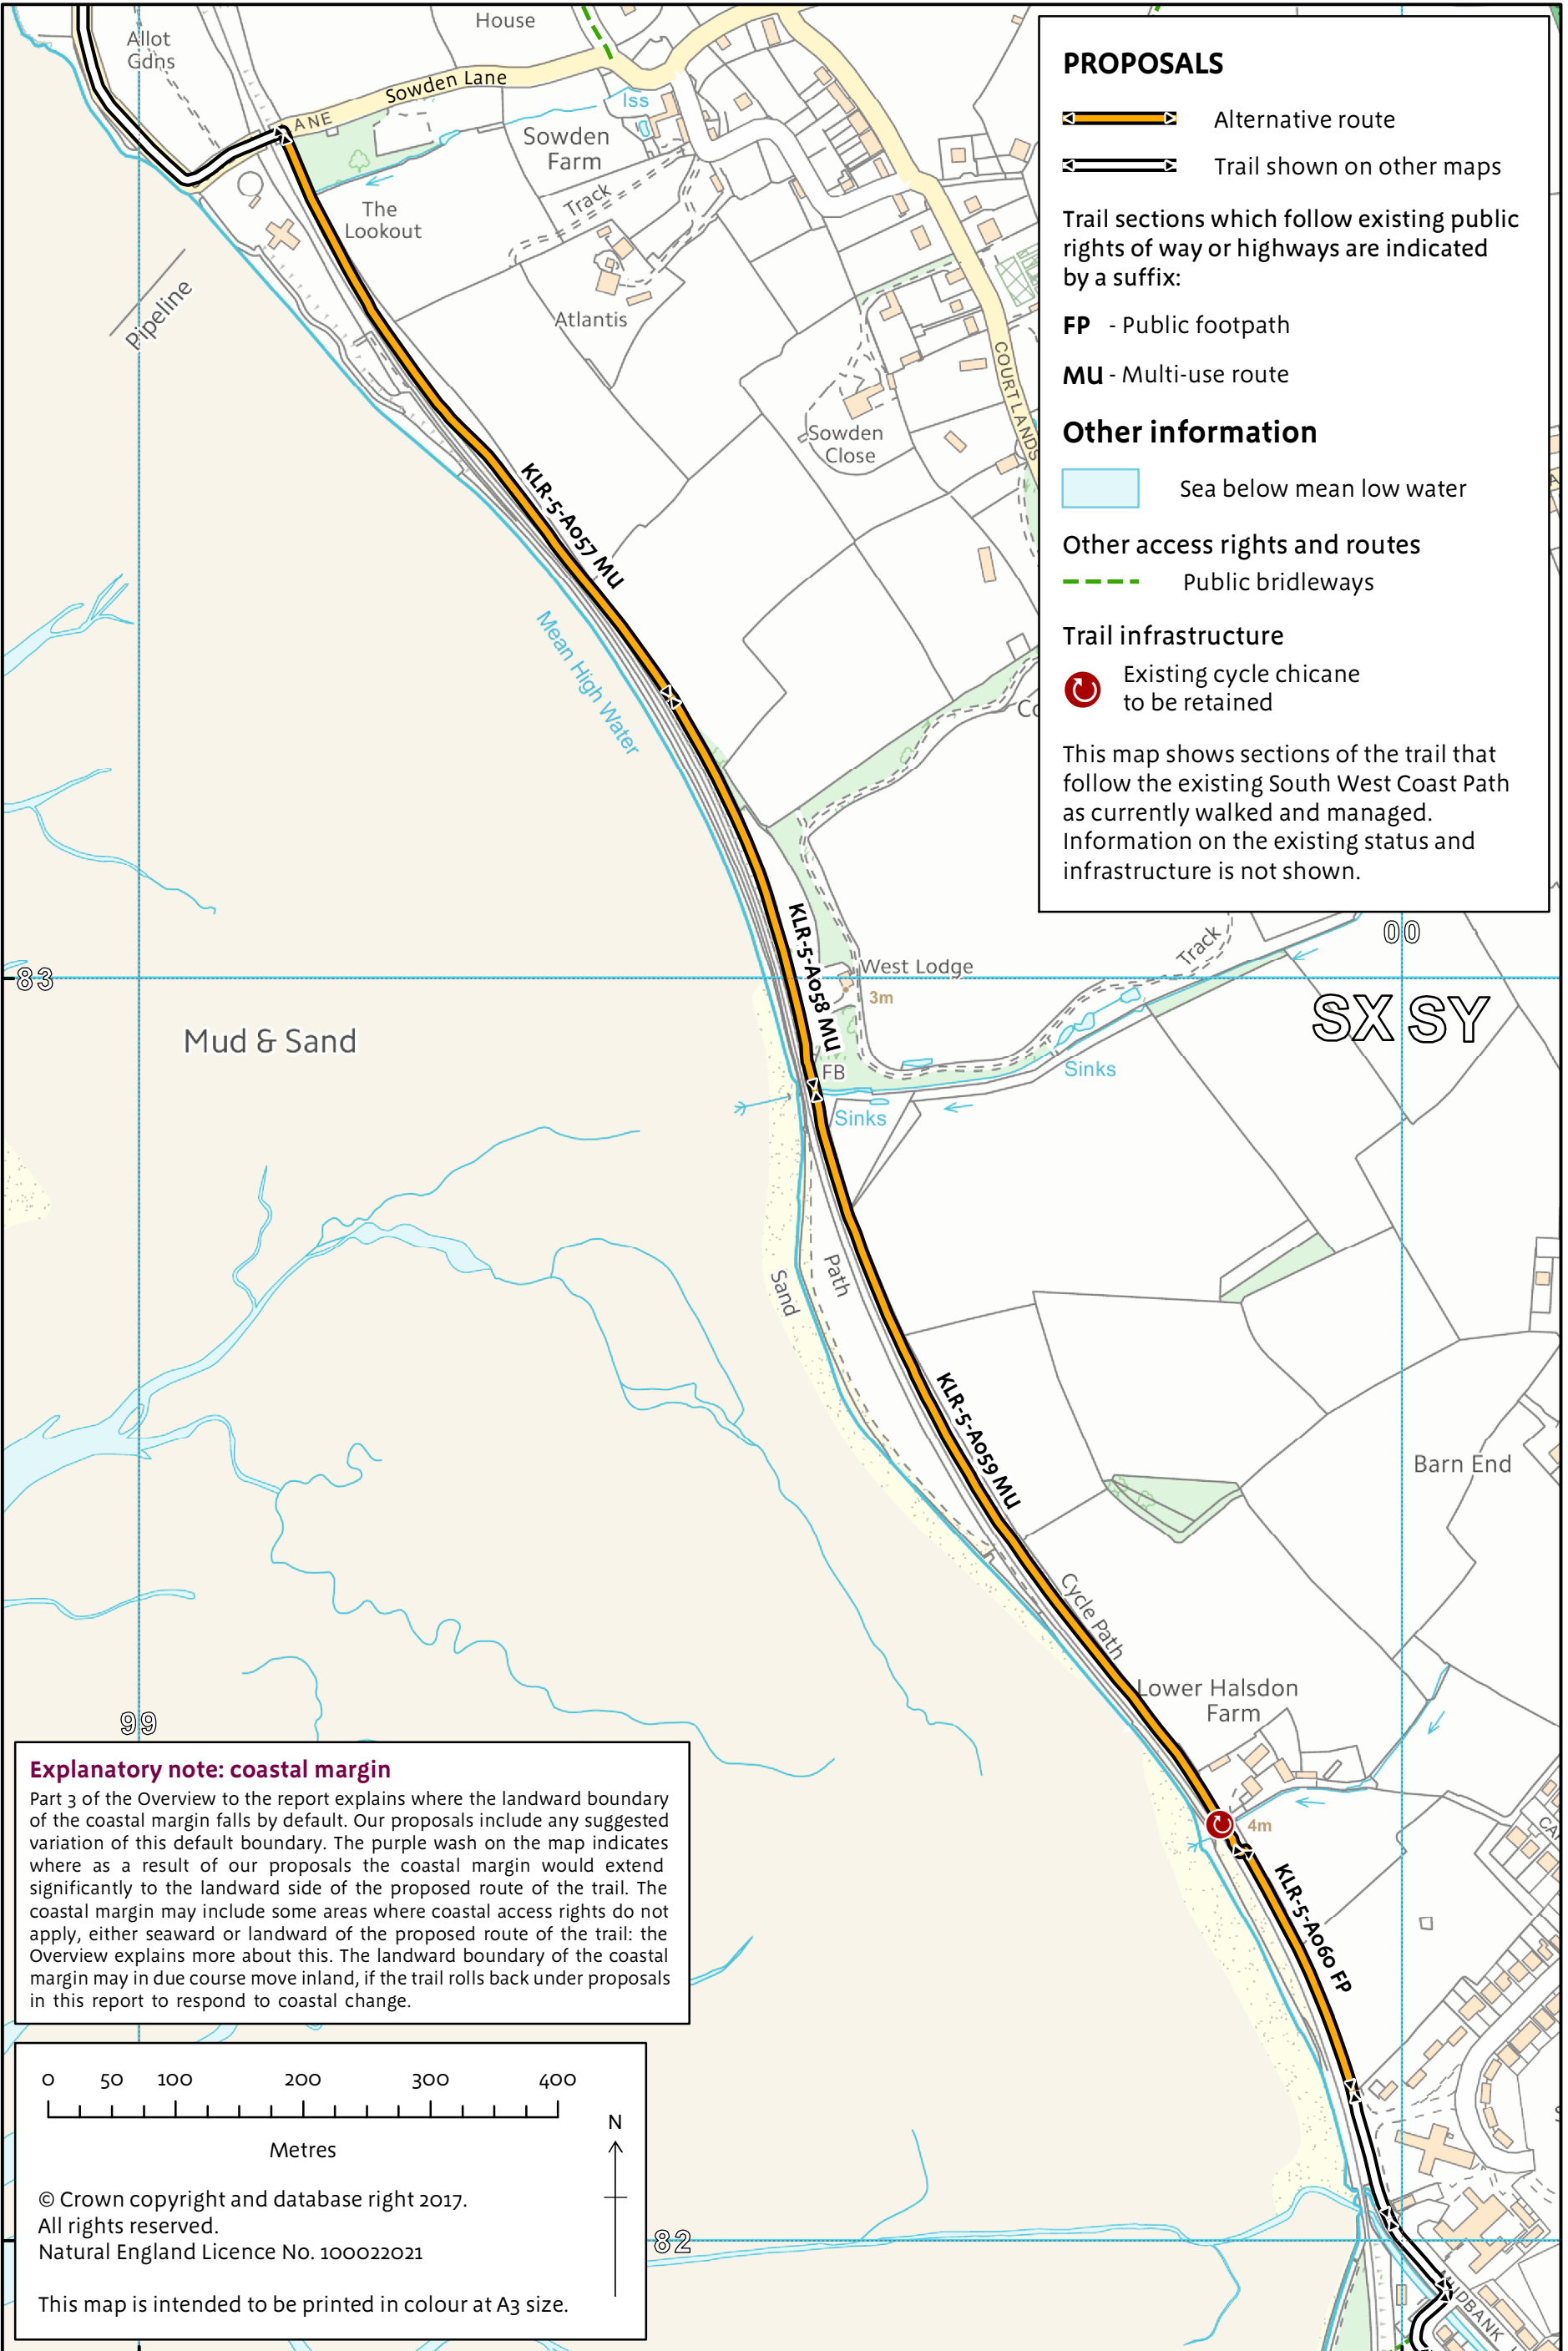 House
Allot
Gdns
Sowden Lane
ANE
Iss
Sowden
Farm
Track
The
Lookout
Pipeline
Atlantis
COURTLANDS
Sowden
Close
KLR-5-A057 MU
Mean High Water
PROPOSALS
Alternative route
Trail shown on other maps
Trail sections which follow existing public
rights of way or highways are indicated
by a suffix:
FP - Public footpath
MU - Multi-use route
Other information
Sea below mean low water
Other access rights and routes
Public bridleways
Trail infrastructure
Existing cycle chicane
to be retained
This map shows sections of the trail that
follow the existing South West Coast Path
as currently walked and managed.
Information on the existing status and
infrastructure is not shown.
Co
KLR-5-A058 MU
00
Track
West Lodge
83
3m
SX SY
Mud & Sand
FB
Sinks
Sinks
Path
Sand
KLR-5-A059 MU
Barn End
Cycle Path
Lower Halsdon
Farm
99
4m
CA
KLR-5-A060 FP
Explanatory note: coastal margin
Part 3 of the Overview to the report explains where the landward boundary
of the coastal margin falls by default. Our proposals include any suggested
variation of this default boundary. The purple wash on the map indicates
where as a result of our proposals the coastal margin would extend
significantly to the landward side of the proposed route of the trail. The
coastal margin may include some areas where coastal access rights do not
apply, either seaward or landward of the proposed route of the trail: the
Overview explains more about this. The landward boundary of the coastal
margin may in due course move inland, if the trail rolls back under proposals
in this report to respond to coastal change.
0 50 100 200 300 400
Metres
N
© Crown copyright and database right 2017.
All rights reserved.
Natural England Licence No. 100022021
This map is intended to be printed in colour at A3 size.
82